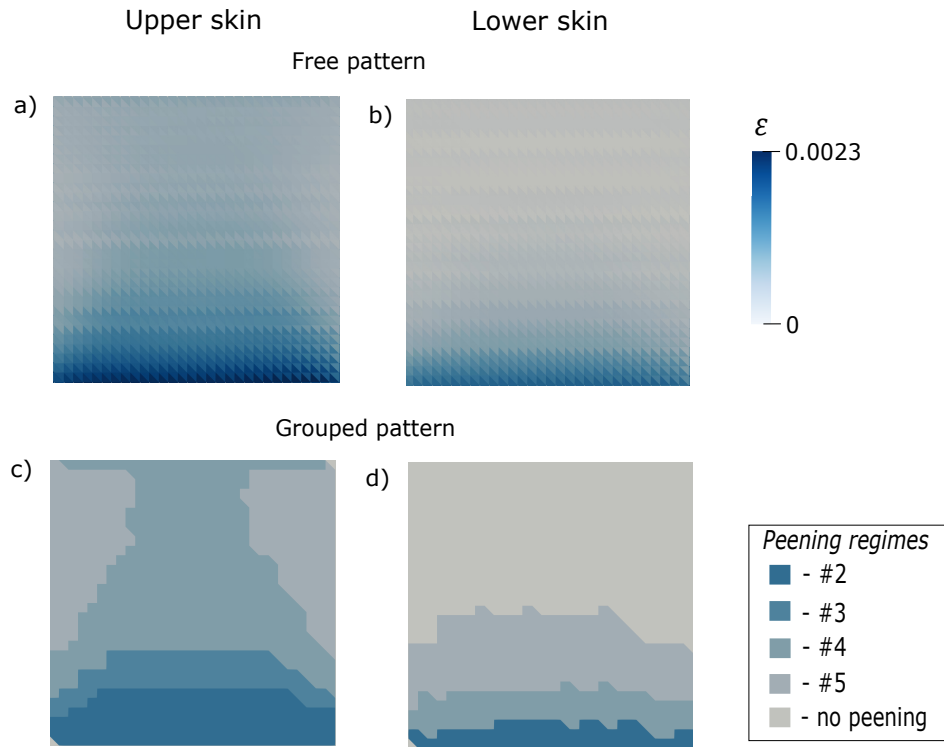 Upper skin
Lower skin
Free pattern
a)
b)
ε
0.0023
0
Grouped pattern
c)
d)
Peening regimes
- #2
- #3
- #4
- #5
- no peening